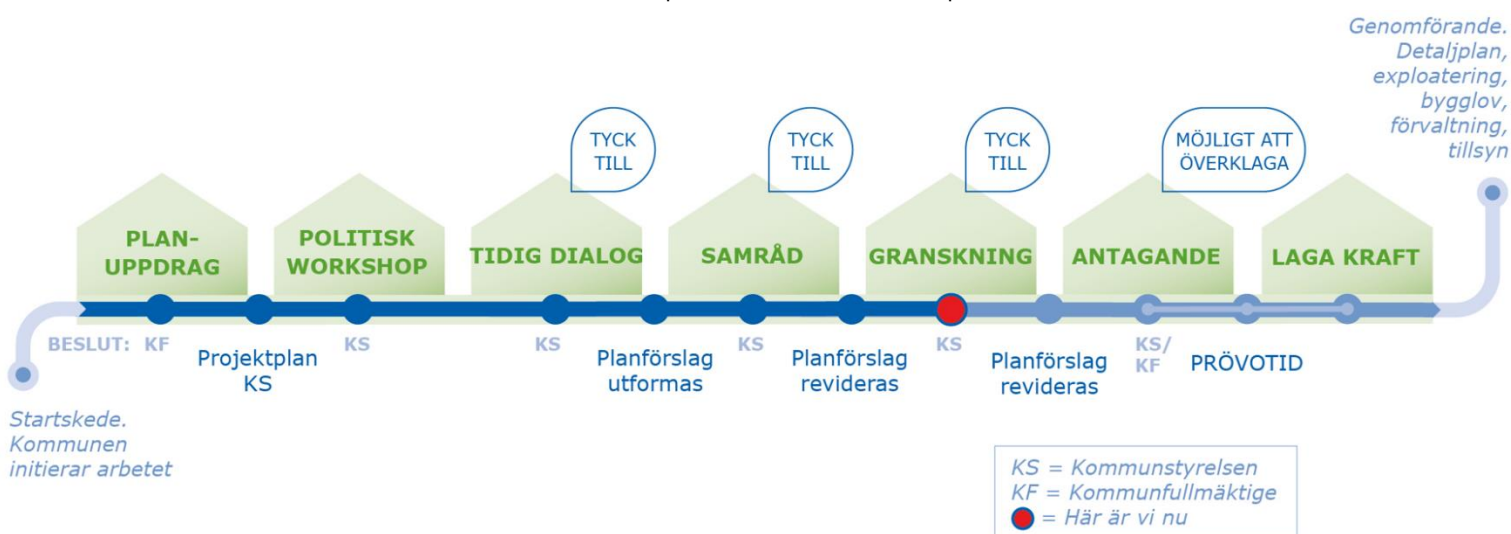 Genomförande.
Detaljplan,
exploatering,
bygglov,
förvaltning,
tillsyn
TYCK
TILL
TYCK
TILL
TYCK
TILL
MÖJLIGT ATT
ÖVERKLAGA
PLAN-
UPPDRAG
POLITISK
WORKSHOP
TIDIG DIALOG
SAMRÅD
GRANSKNING
ANTAGANDE
LAGA KRAFT
BESLUT: KF
Projektplan
KS
KS
KS
Planförslag
utformas
KS
Planförslag
revideras
KS
Planförslag
revideras
KS/
KF
PRÖVOTID
Startskede.
Kommunen
initierar arbetet
KS = Kommunstyrelsen
KF = Kommunfullmäktige
= Här är vi nu